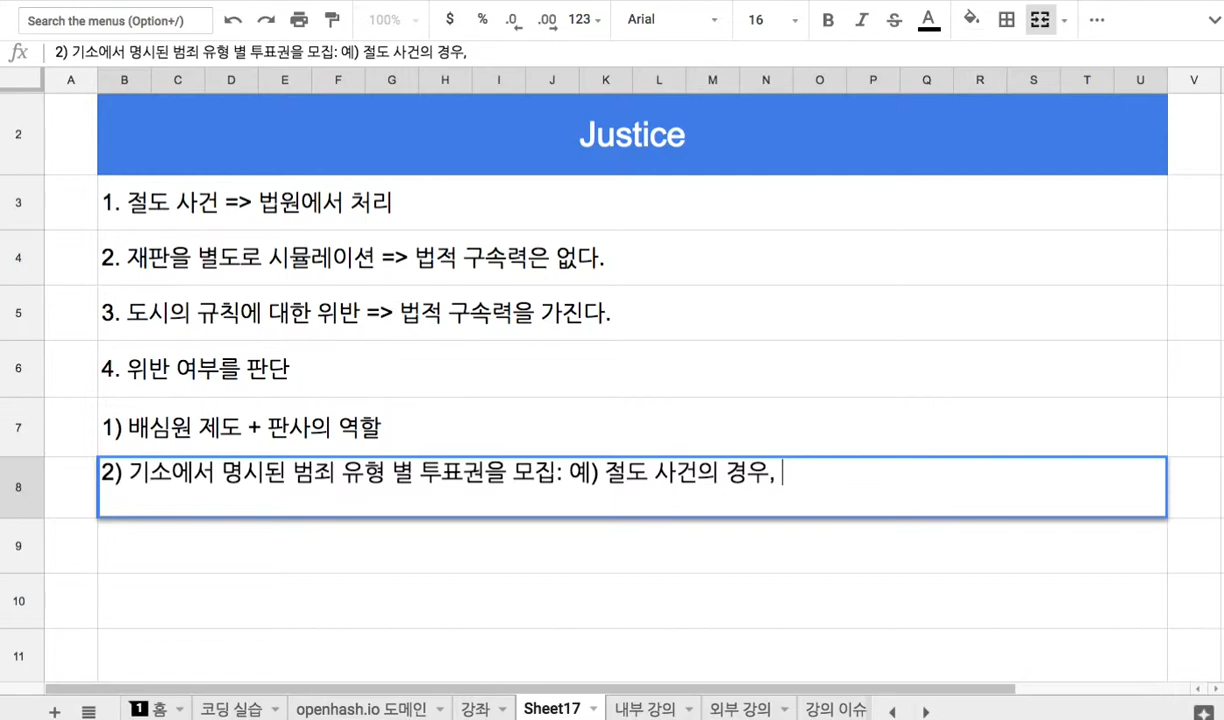 Search the menus (Option+/)
100%
$ % .0 .00 123
Arial
16
B I S A
fx 2) 기소에서 명시된 범죄 유형 별 투표권을 모집: 예) 절도 사건의 경우,
A B C D E F G H I J K L M N O P Q R S T U V
2 Justice
3 1. 절도 사건 => 법원에서 처리
4 2. 재판을 별도로 시뮬레이션 => 법적 구속력은 없다.
5 3. 도시의 규칙에 대한 위반 => 법적 구속력을 가진다.
6 4. 위반 여부를 판단
7 1) 배심원 제도 + 판사의 역할
8 2) 기소에서 명시된 범죄 유형 별 투표권을 모집: 예) 절도 사건의 경우,
9
10
11
1 홈 코딩 실습 openhash.io 도메인 강좌 Sheet17 내부 강의 외부 강의 강의 이슈